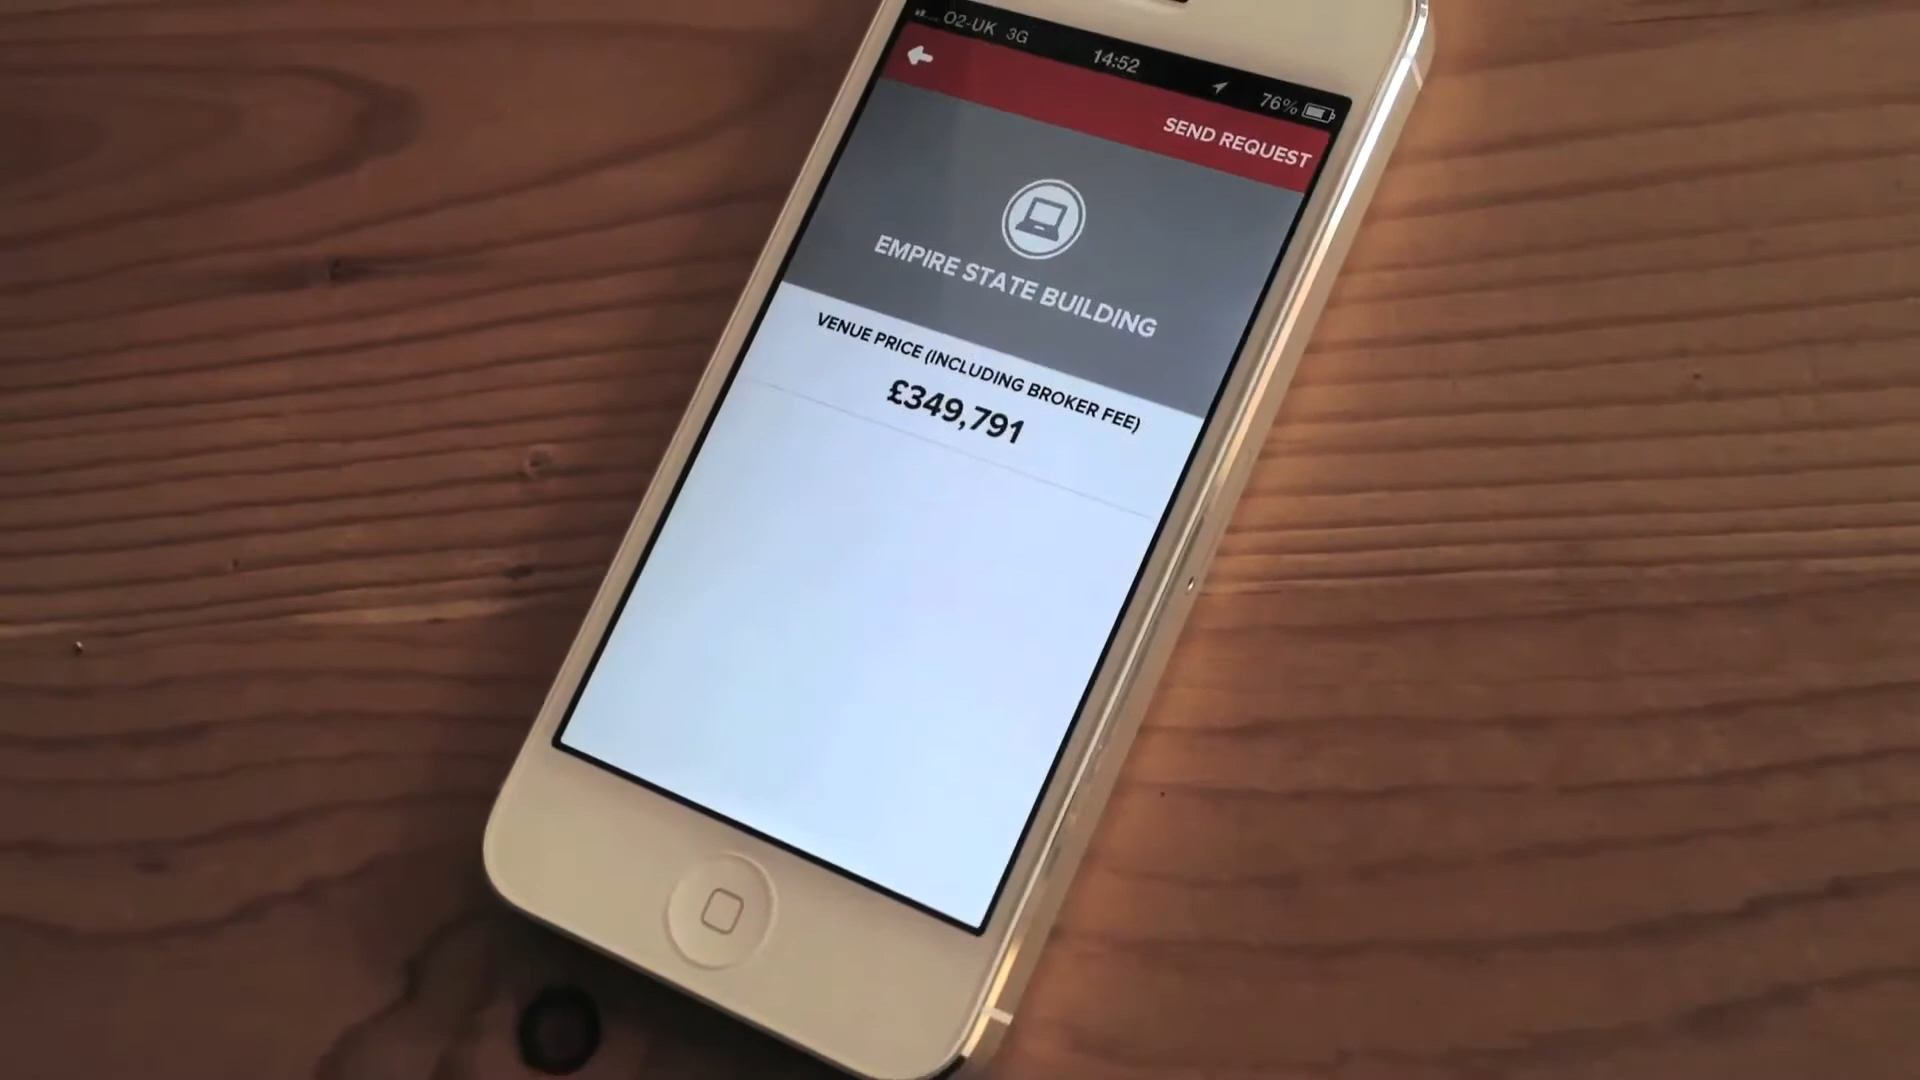 O2-UK 3G 14:52 76%
SEND REQUEST
EMPIRE STATE BUILDING
VENUE PRICE (INCLUDING BROKER FEE)
£349,791